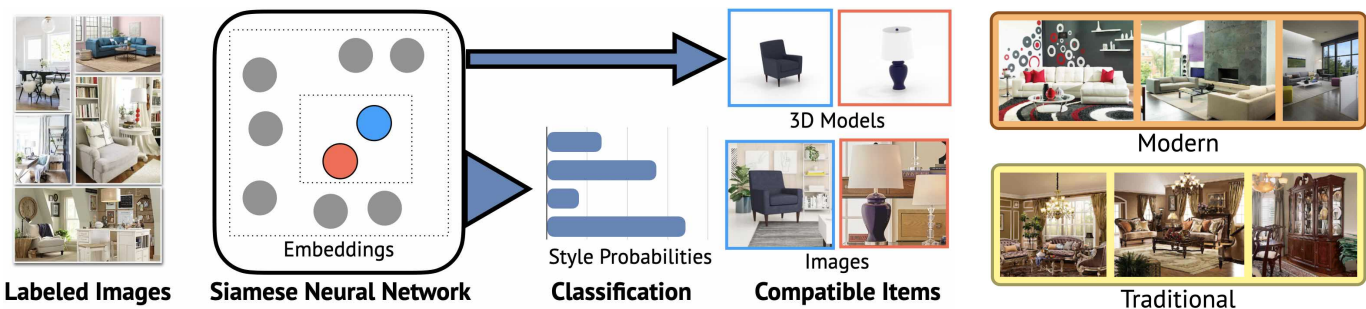 Embeddings
Style Probabilities
3D Models
Images
Modern
Traditional
Labeled Images
Siamese Neural Network
Classification
Compatible Items